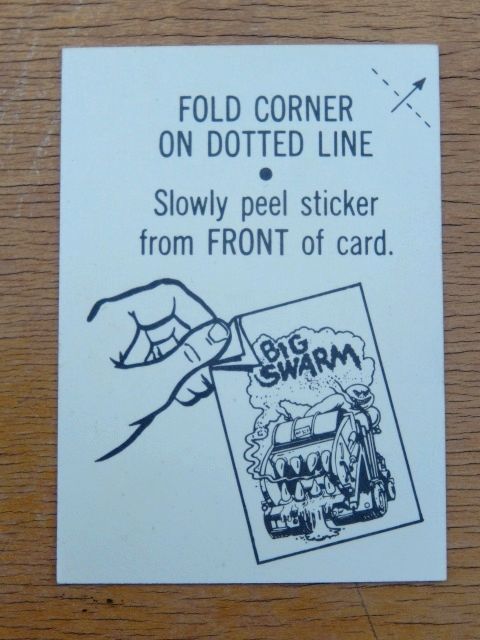 FOLD CORNER
ON DOTTED LINE
Slowly peel sticker
from FRONT of card.
BIG
SWARM